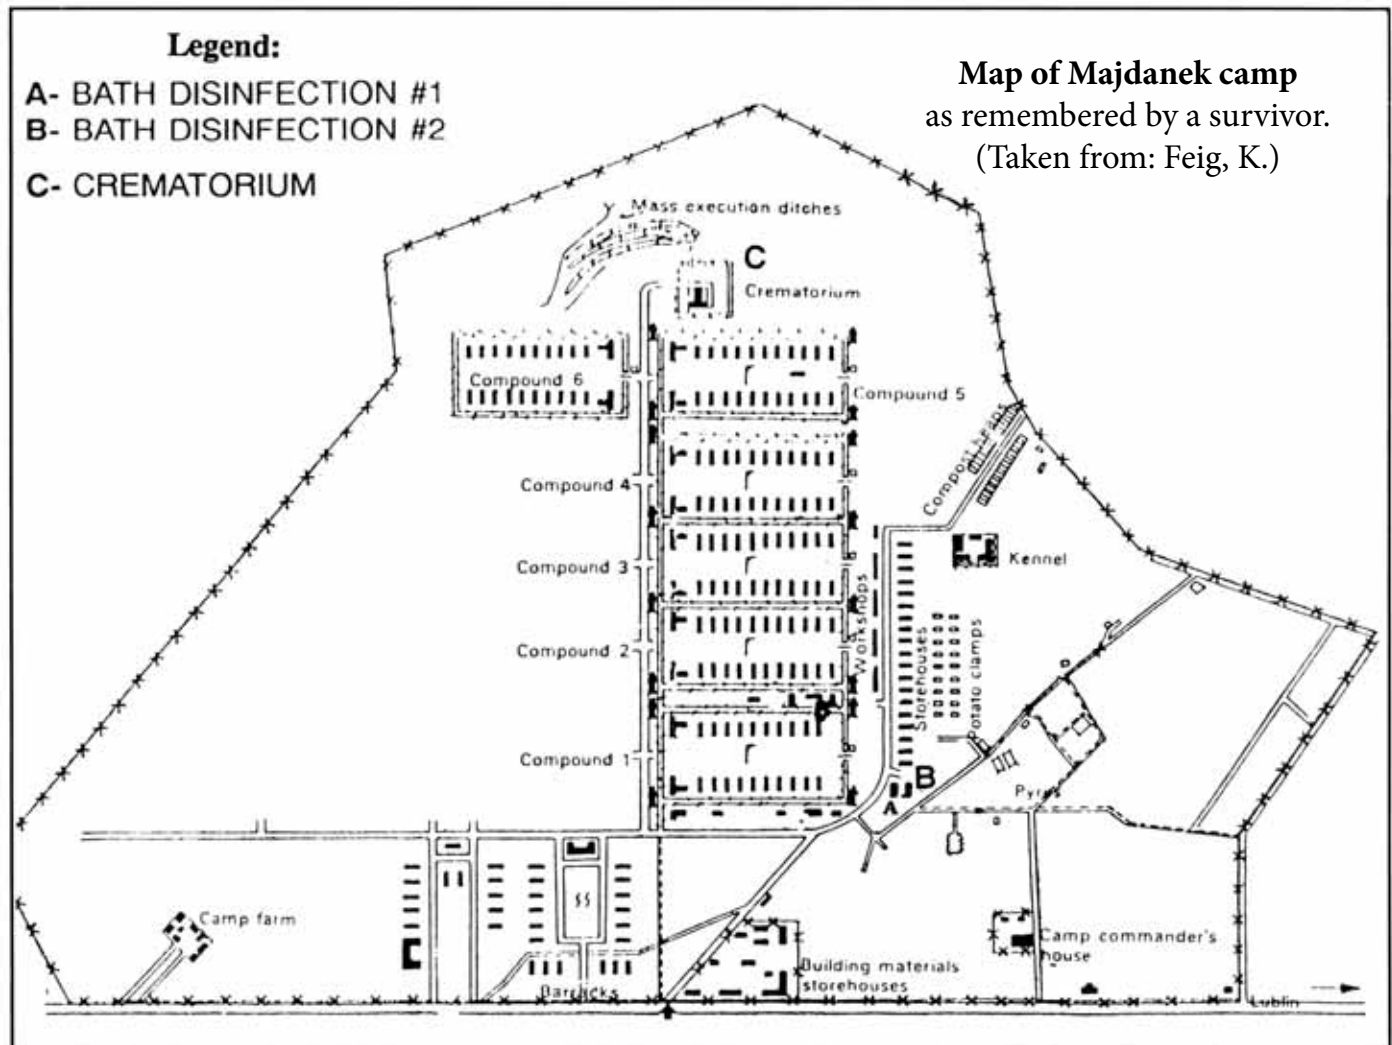 Legend:
A- BATH DISINFECTION #1
B- BATH DISINFECTION #2
C- CREMATORIUM
Map of Majdanek camp
as remembered by a survivor.
(Taken from: Feig, K.)
Mass execution ditches
C
Crematorium
Compound 6
Compound 5
Compost heaps
Compound 4
Kennel
Compound 3
Workshops
Storehouses
Potato clamps
Compound 2
Compound 1
B
A
Pyres
Camp farm
SS
Camp commander's
house
Building materials
storehouses
Barracks
Lublin